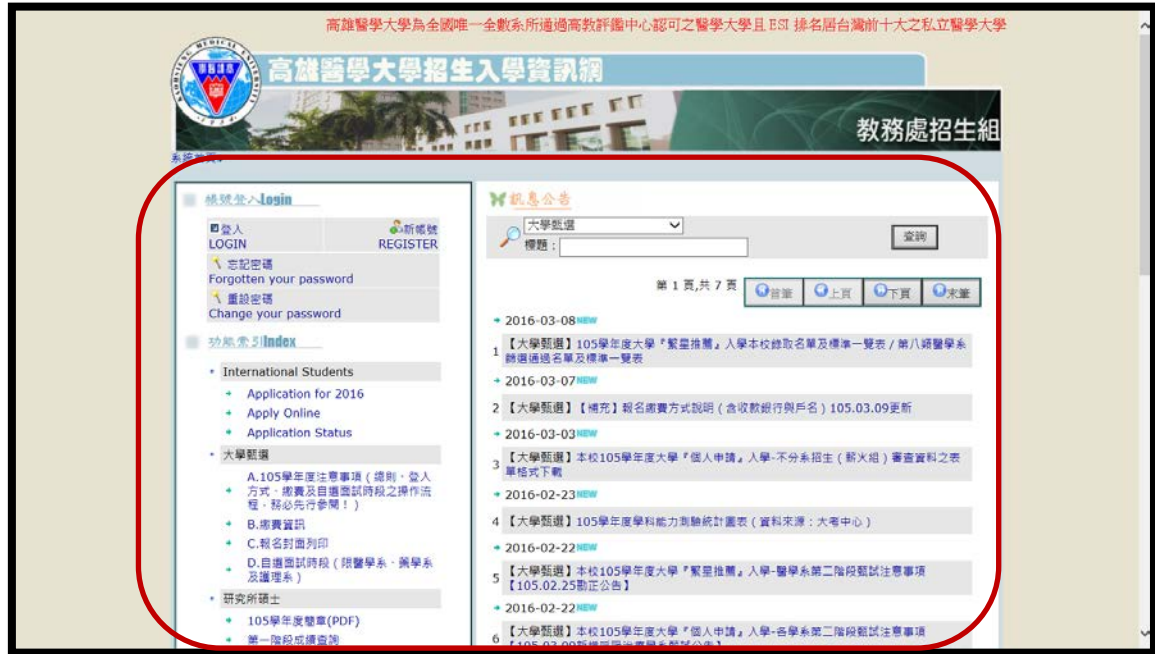 高雄醫學大學為全國唯一全數系所通過高教評鑑中心認可之醫學大學且 ESI 排名居台灣前十大之私立醫學大學
高雄醫學大學招生入學資訊網
教務處招生組
帳號登入Login
登入
LOGIN
新帳號
REGISTER
忘記密碼
Forgotten your password
重設密碼
Change your password
功能索引Index
International Students
Application for 2016
Apply Online
Application Status
大學甄選
A.105學年度注意事項(總則、登入
方式、繳費及自選面試時段之操作流
程,務必先行參閱!)
B.繳費資訊
C.報名封面列印
D.自選面試時段(限醫學系、藥學系
及護理系)
研究所碩士
105學年度簡章(PDF)
第一階段成績查詢
訊息公告
大學甄選
標題:
查詢
第 1 頁,共 7 頁
首筆
上頁
下頁
末筆
2016-03-08NEW
1 【大學甄選】105學年度大學『繁星推薦』入學本校錄取名單及標準一覽表/第八類醫學系
篩選通過名單及標準一覽表
2016-03-07NEW
2 【大學甄選】【補充】報名繳費方式說明(含收款銀行與戶名)105.03.09更新
2016-03-03NEW
3 【大學甄選】本校105學年度大學『個人申請』入學-不分系招生(薪火組)審查資料之表
單格式下載
2016-02-23NEW
4 【大學甄選】105學年度學科能力測驗統計圖表(資料來源:大考中心)
2016-02-22NEW
5 【大學甄選】本校105學年度大學『繁星推薦』入學-醫學系第二階段甄試注意事項
【105.02.25勘正公告】
2016-02-22NEW
6 【大學甄選】本校105學年度大學『個人申請』入學-各學系第二階段甄試注意事項